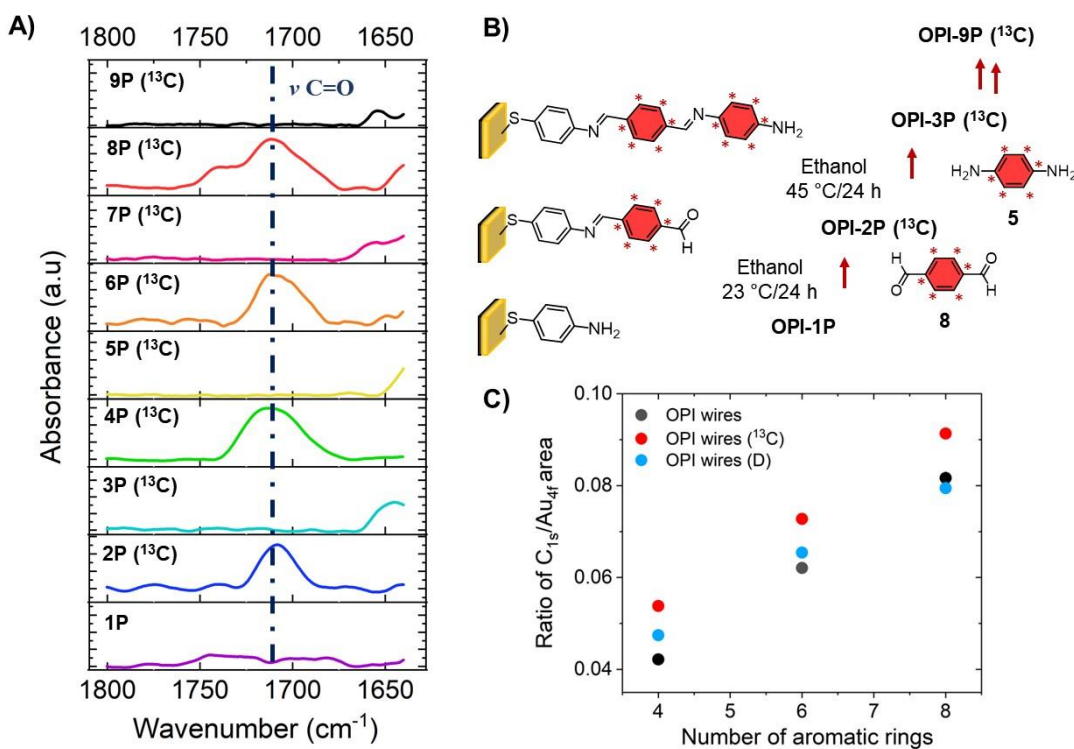 A)
1800 1750 1700 1650
9P (¹³C)
ν C=O
8P (¹³C)
7P (¹³C)
6P (¹³C)
5P (¹³C)
4P (¹³C)
3P (¹³C)
2P (¹³C)
1P
Absorbance (a.u)
1800 1750 1700 1650
Wavenumber (cm⁻¹)
B)
OPI-9P (¹³C)
S N * * * * * * N * * * * * * NH₂
OPI-3P (¹³C)
Ethanol
45 °C/24 h
H₂N * * * * * * NH₂
5
S N * * * * * * O H
OPI-2P (¹³C)
Ethanol
23 °C/24 h
H O * * * * * * O H
8
S NH₂
OPI-1P
C)
0.10
0.08
0.06
0.04
Ratio of C₁ₛ/Au₄f area
OPI wires
OPI wires (¹³C)
OPI wires (D)
4 5 6 7 8
Number of aromatic rings